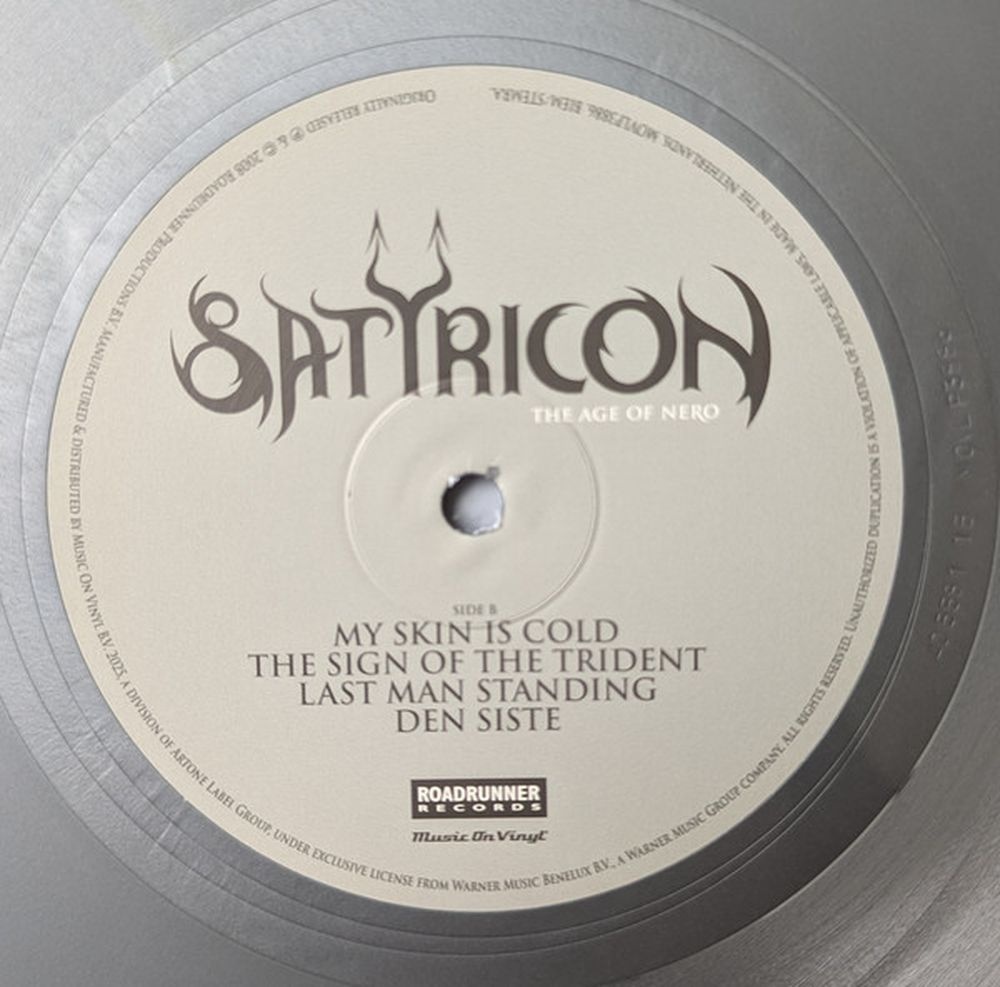 SATYRICON
THE AGE OF NERO
SIDE B
MY SKIN IS COLD
THE SIGN OF THE TRIDENT
LAST MAN STANDING
DEN SISTE
ROADRUNNER
RECORDS
Music On Vinyl
ORIGINALLY RELEASED ℗ & © 2008 ROADRUNNER PRODUCTIONS BV. MANUFACTURED & DISTRIBUTED BY MUSIC ON VINYL B.V. 2025, A DIVISION OF ARTONE LABEL GROUP, UNDER EXCLUSIVE LICENSE FROM WARNER MUSIC BENELUX B.V., A WARNER MUSIC GROUP COMPANY. ALL RIGHTS RESERVED. UNAUTHORIZED DUPLICATION IS A VIOLATION OF APPLICABLE LAWS. MADE IN THE NETHERLANDS. MOVLP3886. BIEM/STEMRA.